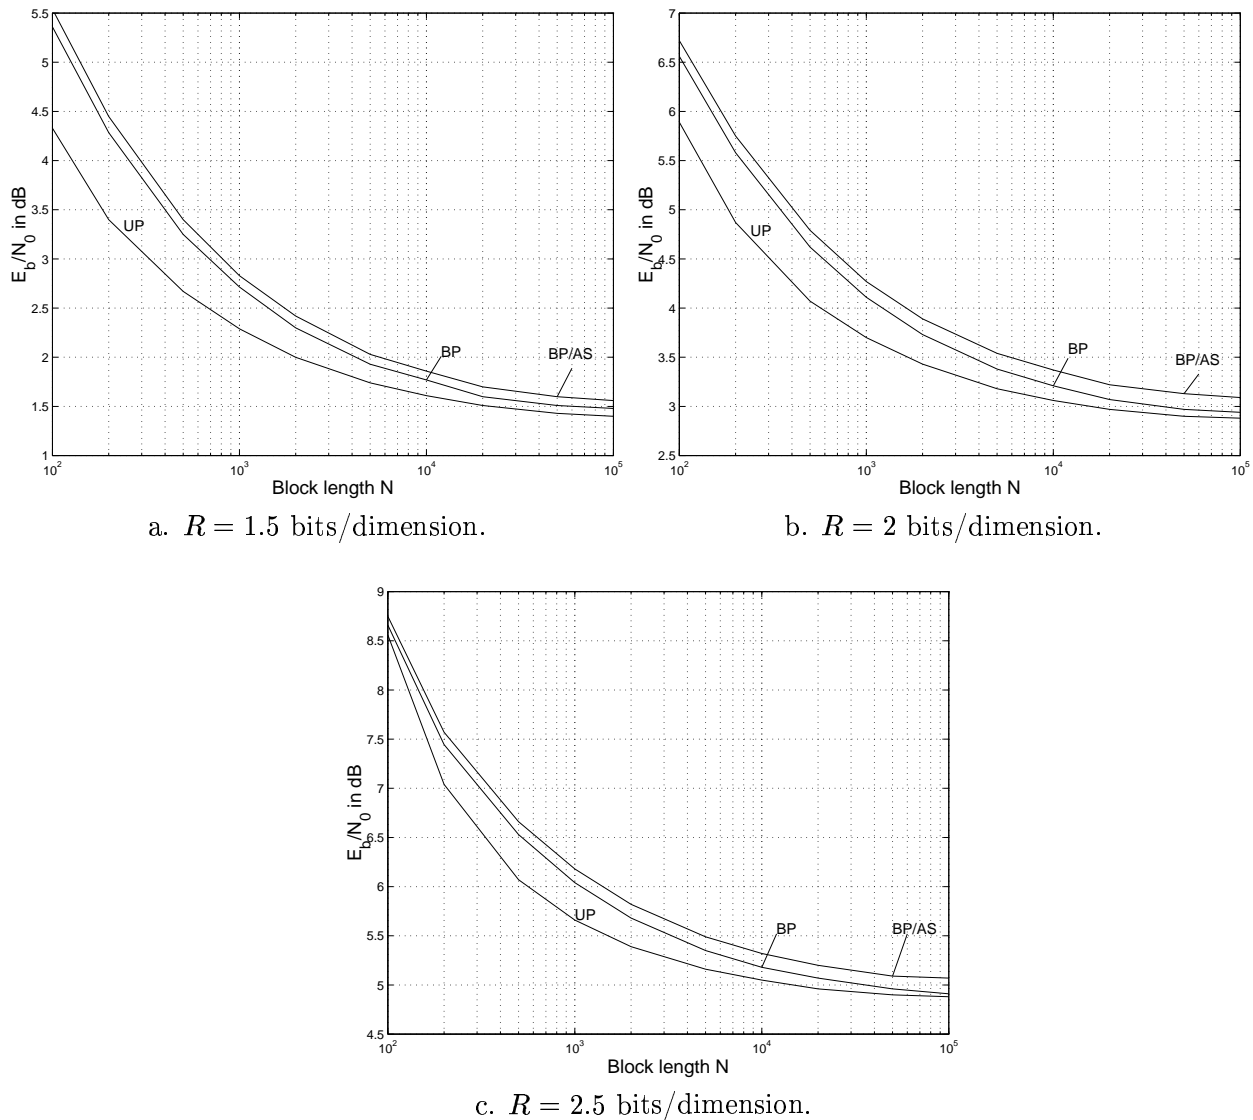 5.5
5
4.5
4
3.5
3
2.5
2
1.5
1
E_b/N_0 in dB
UP
BP
BP/AS
10^2
10^3
10^4
10^5
Block length N
a. R = 1.5 bits/dimension.
7
6.5
6
5.5
5
4.5
4
3.5
3
2.5
E_b/N_0 in dB
UP
BP
BP/AS
10^2
10^3
10^4
10^5
Block length N
b. R = 2 bits/dimension.
9
8.5
8
7.5
7
6.5
6
5.5
5
4.5
E_b/N_0 in dB
UP
BP
BP/AS
10^2
10^3
10^4
10^5
Block length N
c. R = 2.5 bits/dimension.